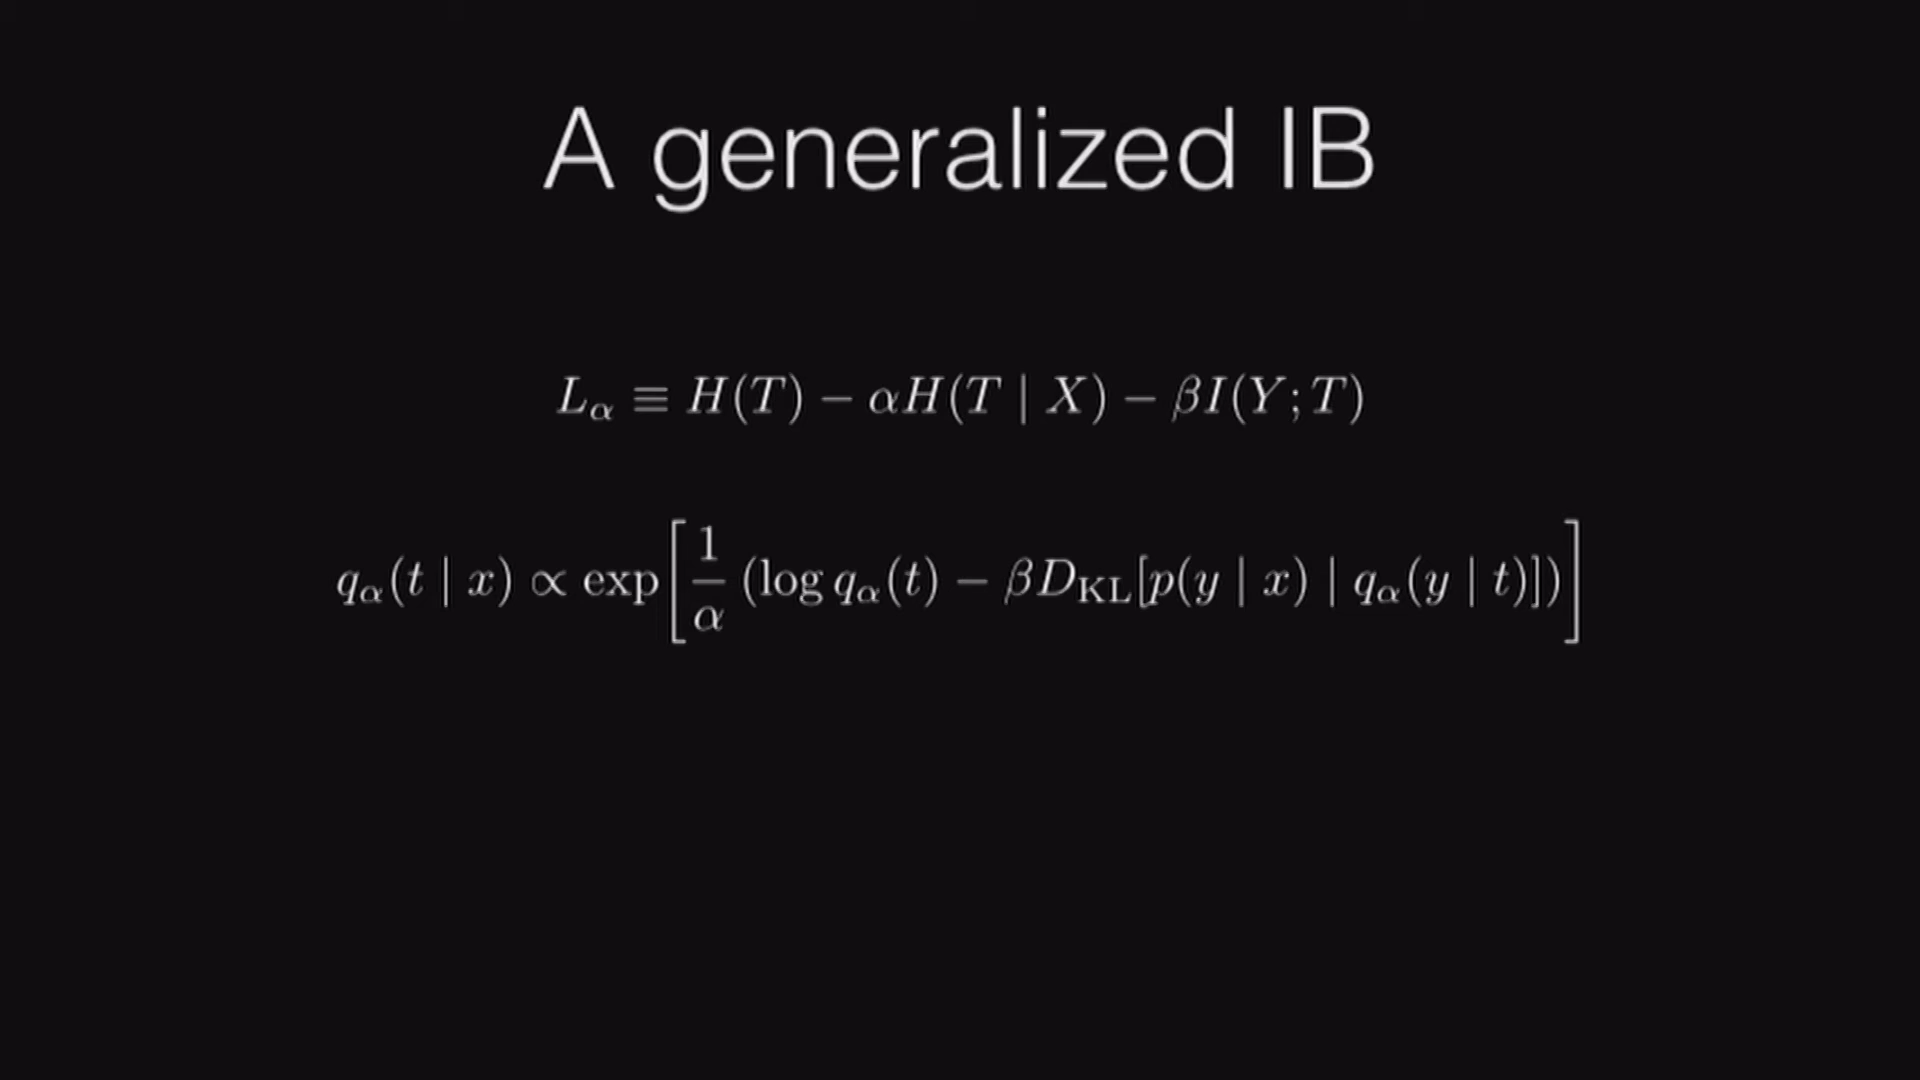 A generalized IB
L_α ≡ H(T) − αH(T | X) − βI(Y; T)
q_α(t | x) ∝ exp[1/α (log q_α(t) − βD_KL[p(y | x) | q_α(y | t)])]